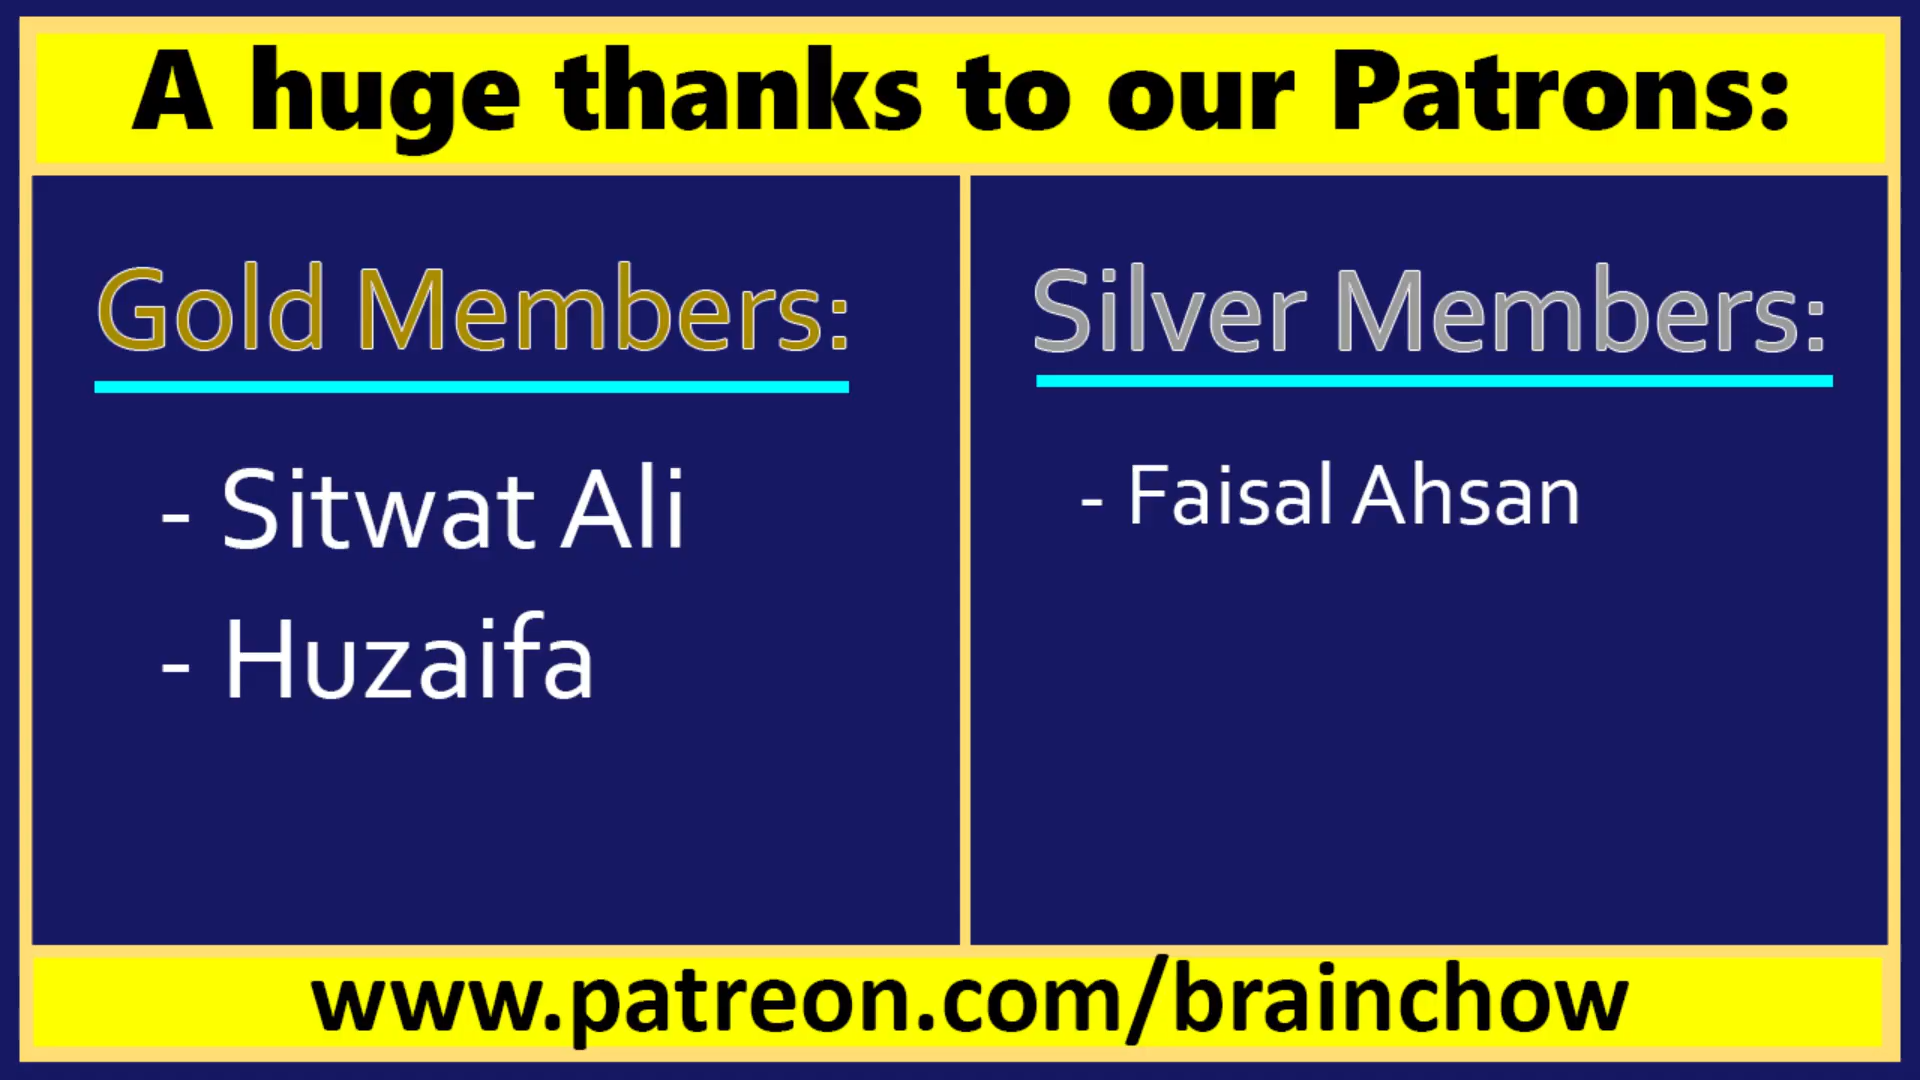 A huge thanks to our Patrons:
Gold Members:
- Sitwat Ali
- Huzaifa
Silver Members:
- Faisal Ahsan
www.patreon.com/brainchow